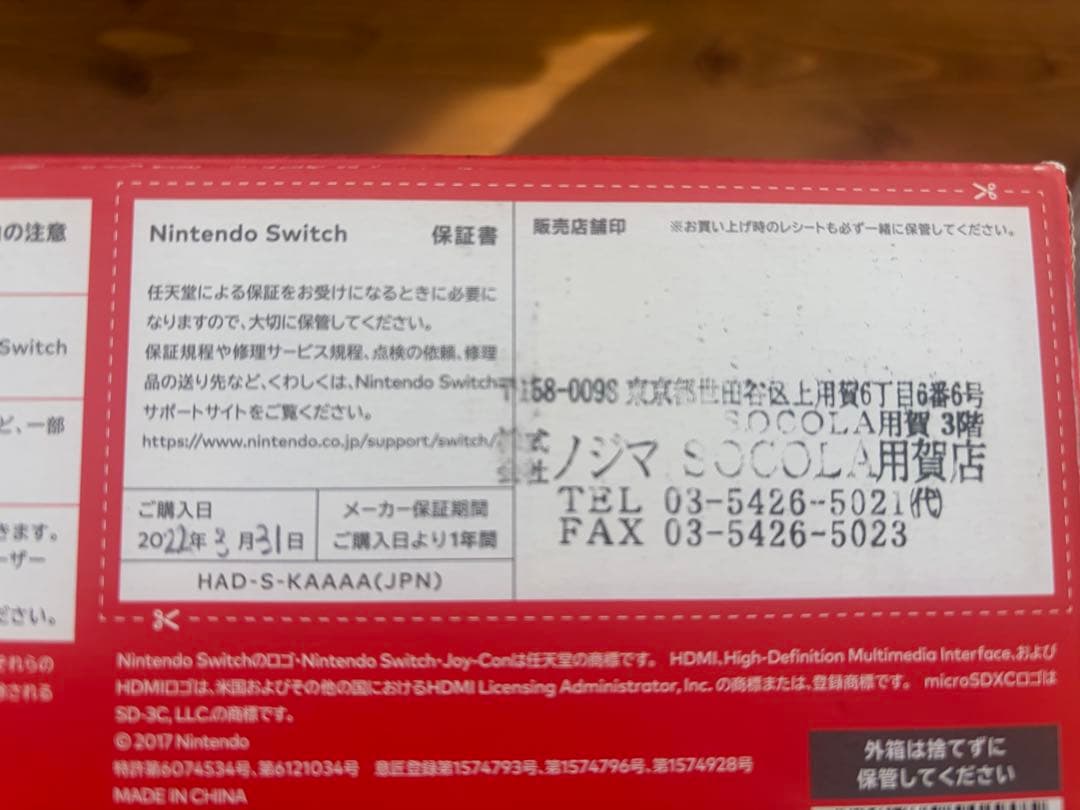 の注意
Switch
ど、一部
きます。
ーザー
ださい。
Nintendo Switch 保証書
任天堂による保証をお受けになるときに必要に
なりますので、大切に保管してください。
保証規程や修理サービス規程、点検の依頼、修理
品の送り先など、くわしくは、Nintendo Switch
サポートサイトをご覧ください。
https://www.nintendo.co.jp/support/switch/
ご購入日
2022年3月31日
メーカー保証期間
ご購入日より1年間
HAD-S-KAAAA(JPN)
販売店舗印 ※お買い上げ時のレシートも必ず一緒に保管してください。
〒158-0098 東京都世田谷区上用賀6丁目6番6号
SOCOLA用賀 3階
株式会社ノジマ SOCOLA用賀店
TEL 03-5426-5021(代)
FAX 03-5426-5023
それらの
される
Nintendo Switchのロゴ・Nintendo Switch・Joy-Conは任天堂の商標です。 HDMI、High-Definition Multimedia Interface、および
HDMIロゴは、米国およびその他の国におけるHDMI Licensing Administrator, Inc. の商標または、登録商標です。 microSDXCロゴは
SD-3C, LLC.の商標です。
© 2017 Nintendo
特許第6074534号、第6121034号 意匠登録第1574793号、第1574796号、第1574928号
MADE IN CHINA
外箱は捨てずに
保管してください